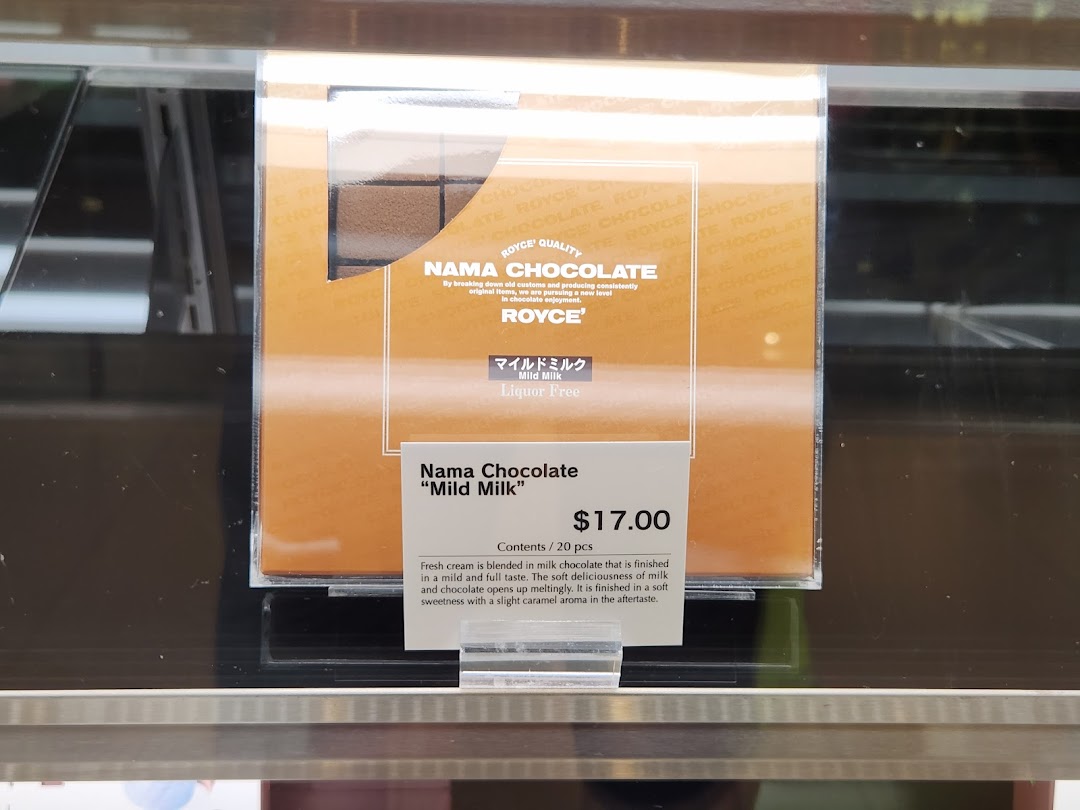 ROYCE' QUALITY
NAMA CHOCOLATE
By breaking down old customs and producing consistently
original items, we are pursuing a new level
in chocolate enjoyment.
ROYCE'
マイルドミルク
Mild Milk
Liquor Free
Nama Chocolate
“Mild Milk”
$17.00
Contents / 20 pcs
Fresh cream is blended in milk chocolate that is finished
in a mild and full taste. The soft deliciousness of milk
and chocolate opens up meltingly. It is finished in a soft
sweetness with a slight caramel aroma in the aftertaste.